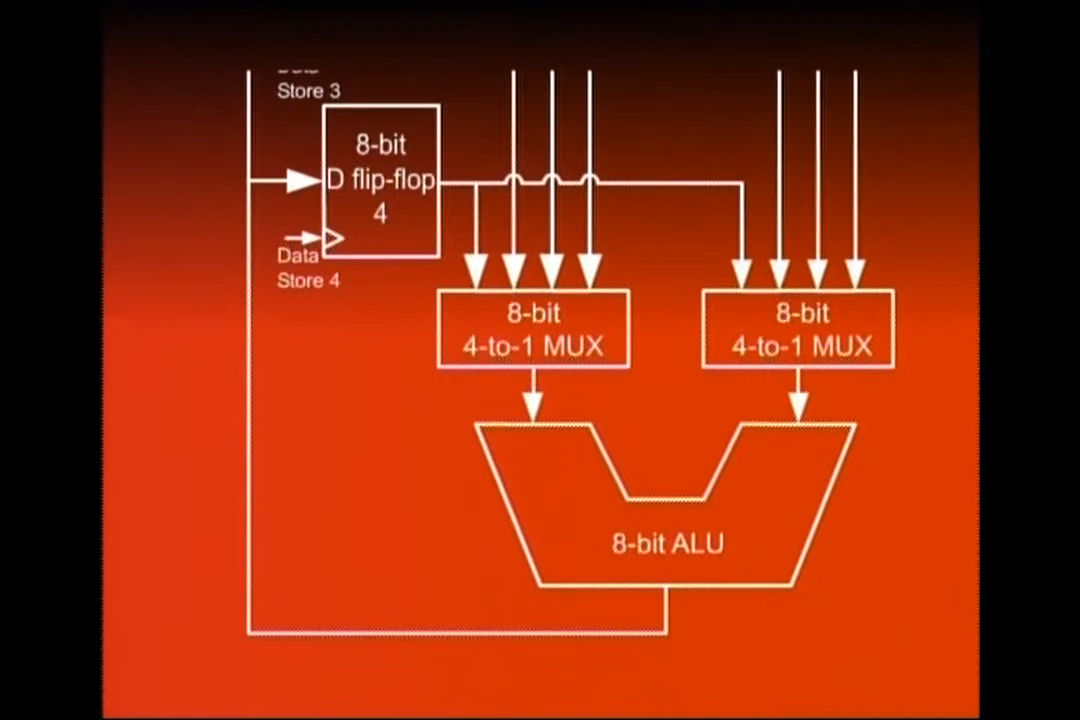 Store 3
8-bit
D flip-flop
4
Data
Store 4
8-bit
4-to-1 MUX
8-bit
4-to-1 MUX
8-bit ALU